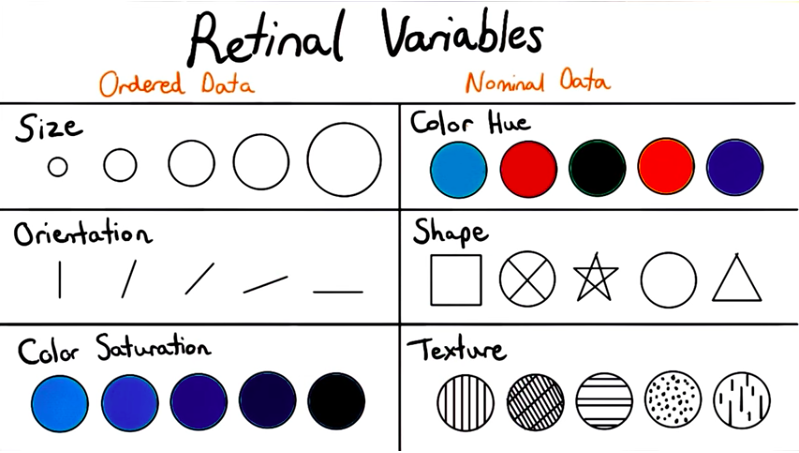 Retinal Variables
Ordered Data
Nominal Data
Size
Color Hue
Orientation
Shape
Color Saturation
Texture